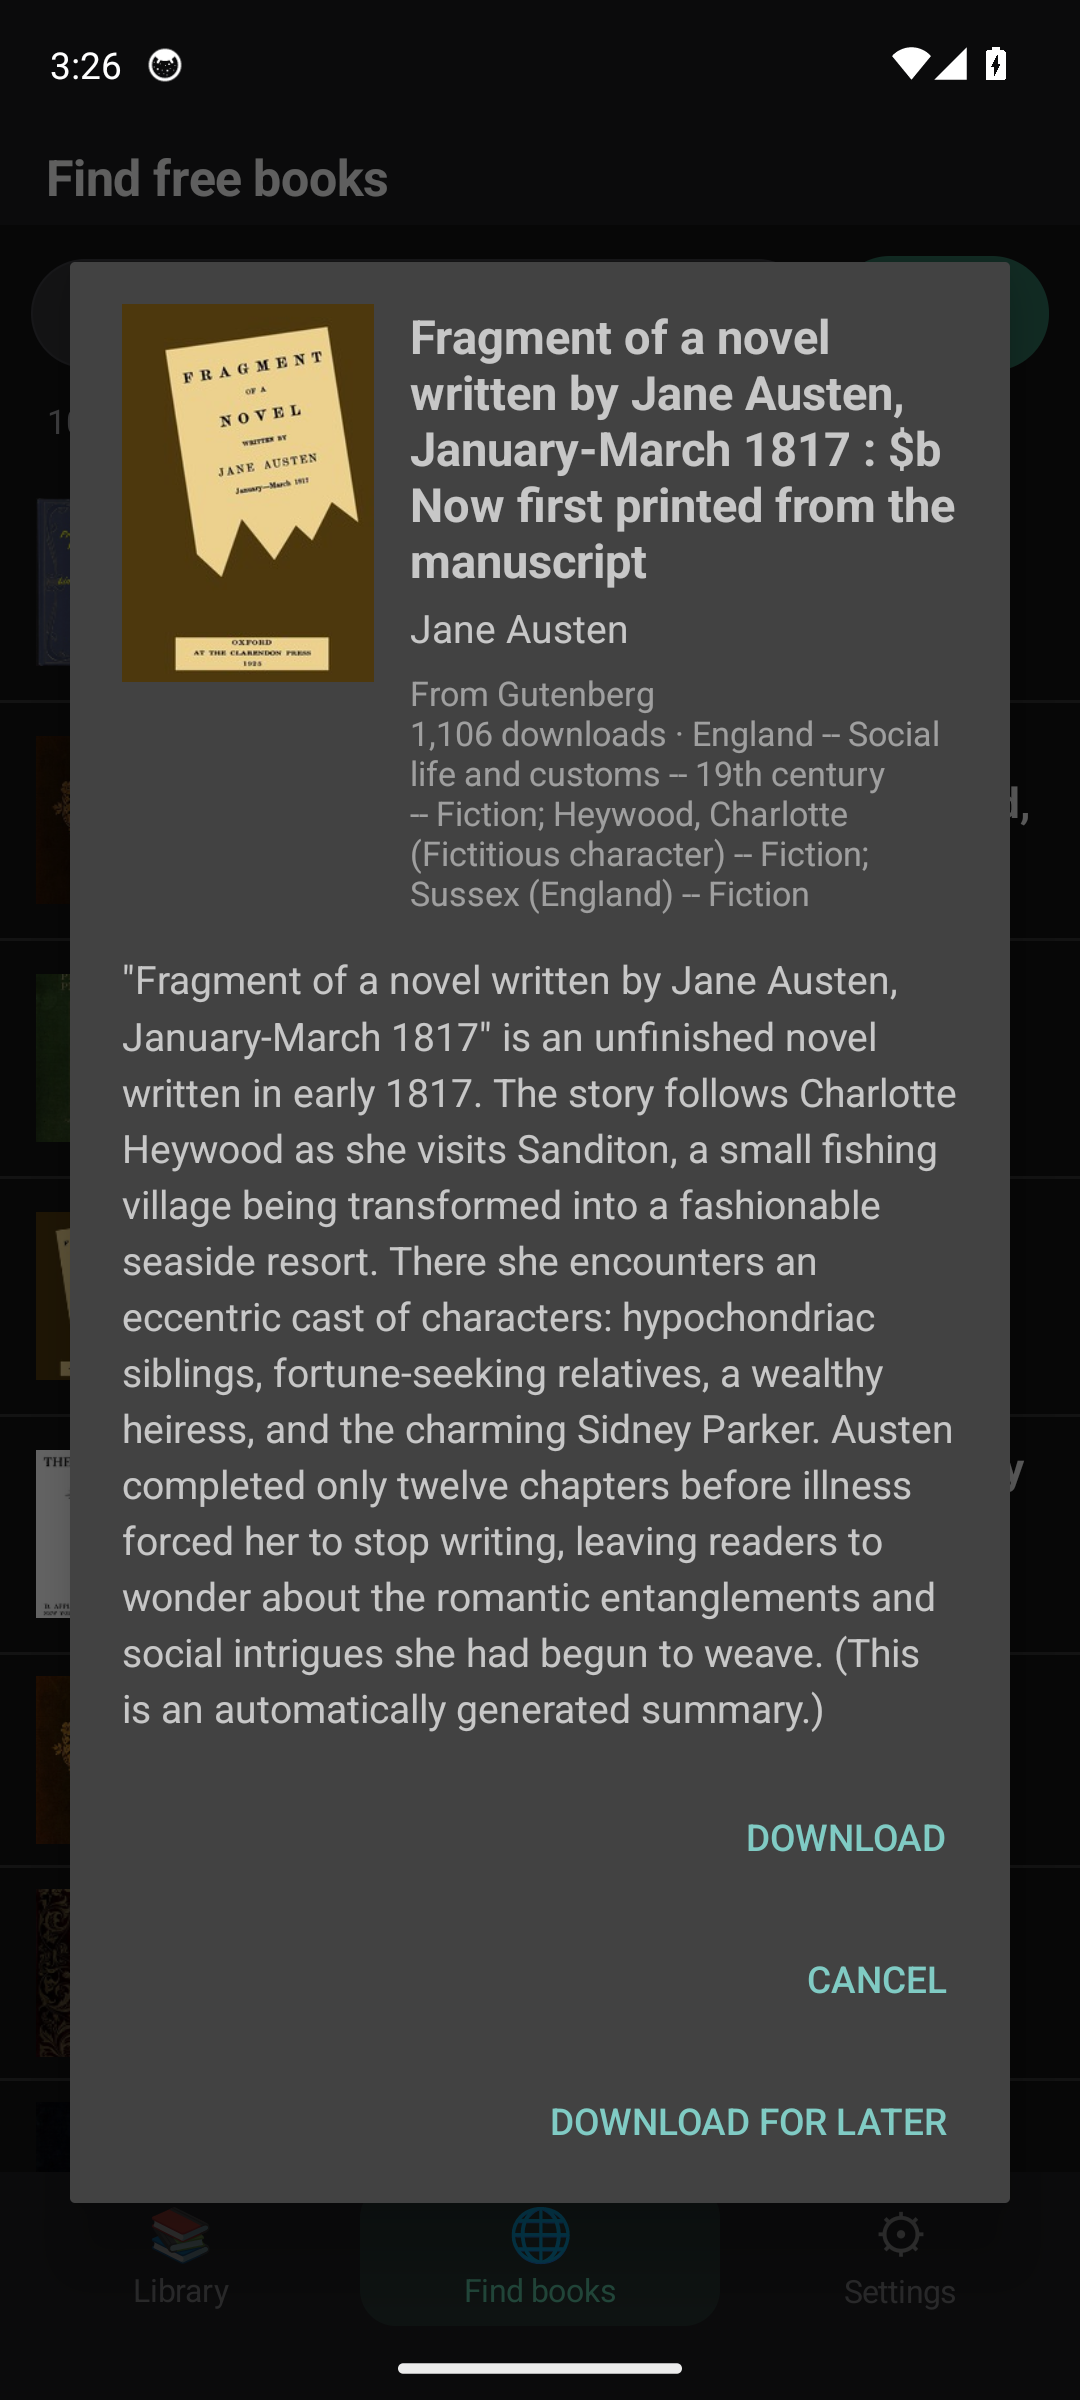 3:26
Find free books
FRAGMENT
OF A
NOVEL
WRITTEN BY
JANE AUSTEN
January—March 1817
OXFORD
AT THE CLARENDON PRESS
1925
Fragment of a novel
written by Jane Austen,
January-March 1817 : $b
Now first printed from the
manuscript
Jane Austen
From Gutenberg
1,106 downloads · England -- Social
life and customs -- 19th century
-- Fiction; Heywood, Charlotte
(Fictitious character) -- Fiction;
Sussex (England) -- Fiction
"Fragment of a novel written by Jane Austen,
January-March 1817" is an unfinished novel
written in early 1817. The story follows Charlotte
Heywood as she visits Sanditon, a small fishing
village being transformed into a fashionable
seaside resort. There she encounters an
eccentric cast of characters: hypochondriac
siblings, fortune-seeking relatives, a wealthy
heiress, and the charming Sidney Parker. Austen
completed only twelve chapters before illness
forced her to stop writing, leaving readers to
wonder about the romantic entanglements and
social intrigues she had begun to weave. (This
is an automatically generated summary.)
THE
DOWNLOAD
CANCEL
DOWNLOAD FOR LATER
Library
Find books
Settings